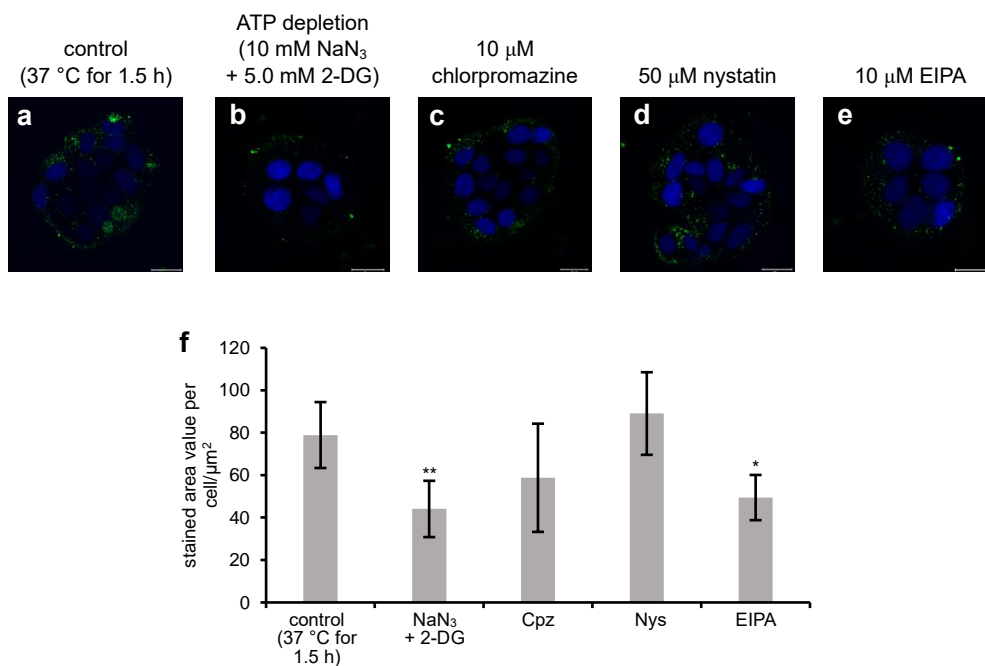 control
(37 °C for 1.5 h)
ATP depletion
(10 mM NaN₃
+ 5.0 mM 2-DG)
10 μM
chlorpromazine
50 μM nystatin
10 μM EIPA
a
b
c
d
e
f
stained area value per
cell/μm²
120
100
80
60
40
20
0
**
*
control
(37 °C for
1.5 h)
NaN₃
+ 2-DG
Cpz
Nys
EIPA